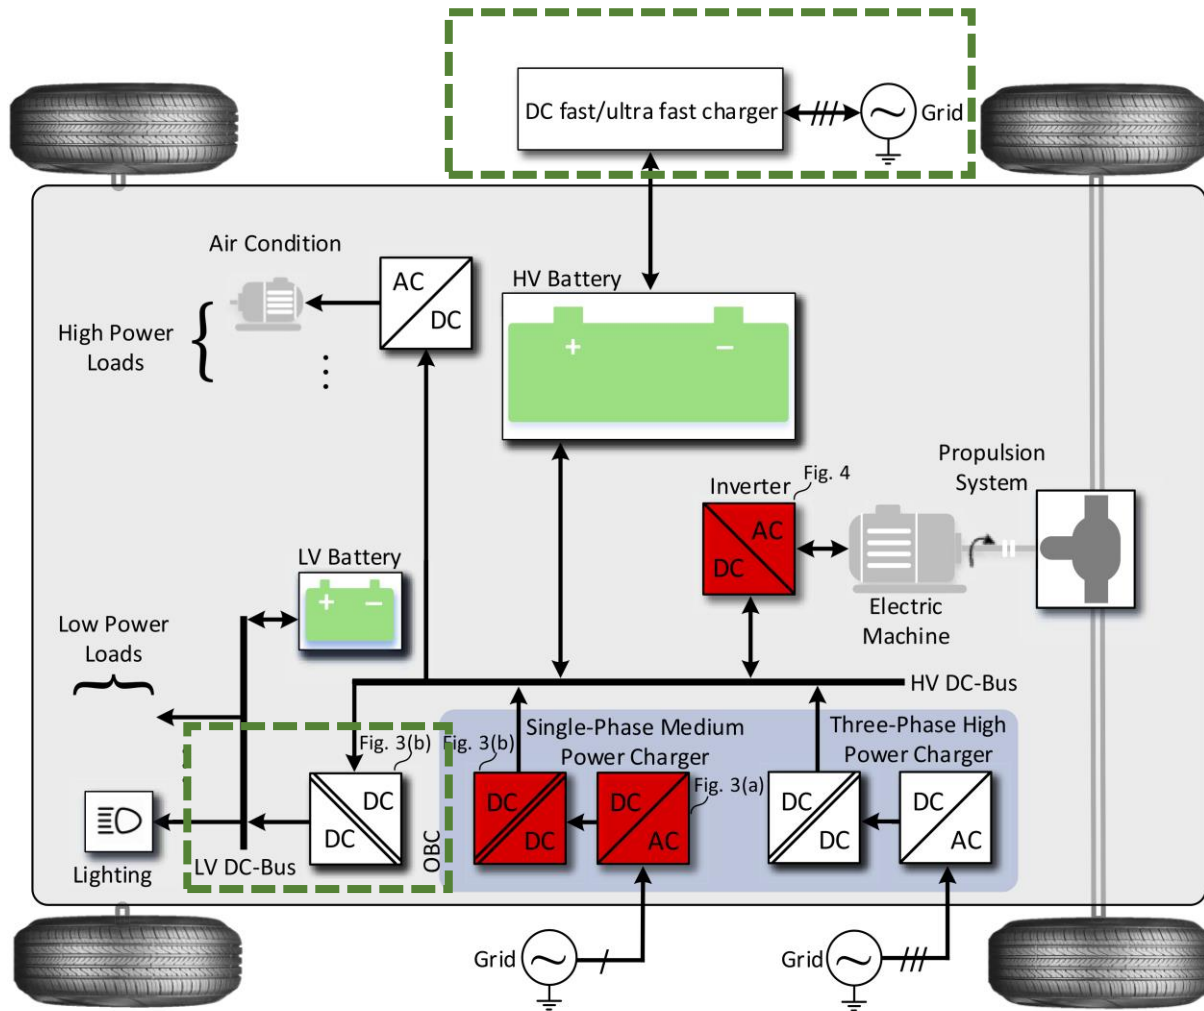 DC fast/ultra fast charger
Grid
Air Condition
AC
DC
HV Battery
+
−
High Power
Loads
Fig. 4
Inverter
AC
DC
Propulsion
System
Electric
Machine
LV Battery
+
−
Low Power
Loads
HV DC-Bus
Fig. 3(b)
DC
DC
LV DC-Bus
Lighting
OBC
Single-Phase Medium
Power Charger
Fig. 3(b)
DC
DC
Fig. 3(a)
DC
AC
Three-Phase High
Power Charger
DC
DC
DC
AC
Grid
Grid